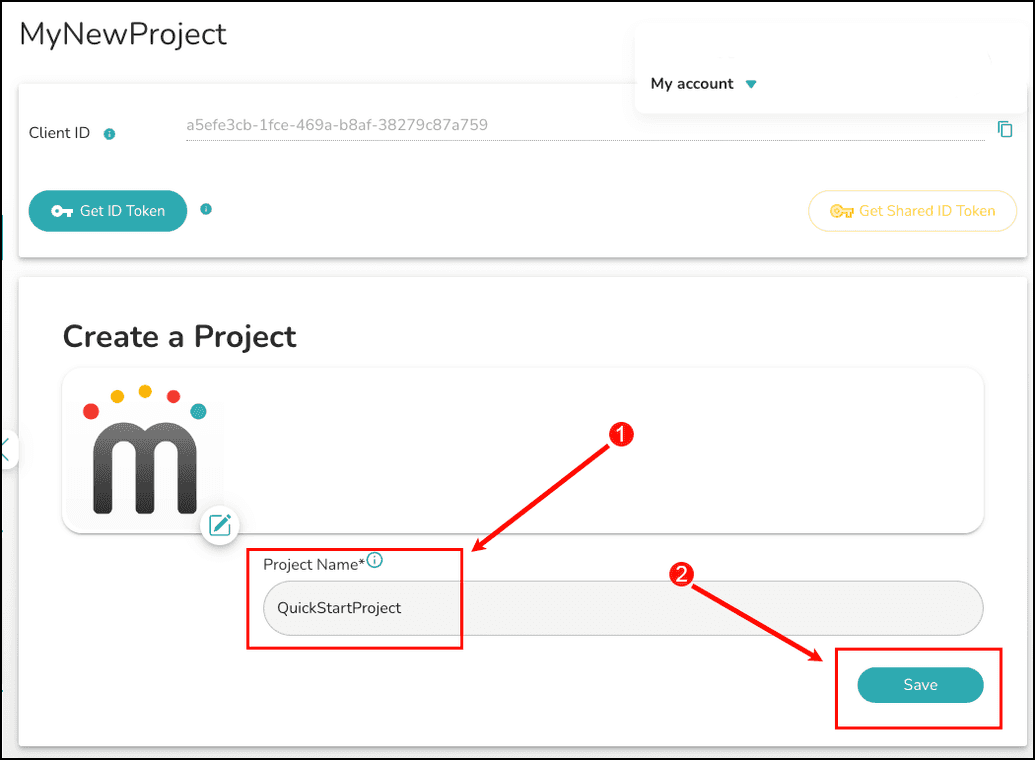 MyNewProject
My account
Client ID
a5efe3cb-1fce-469a-b8af-38279c87a759
Get ID Token
Get Shared ID Token
Create a Project
m
1
Project Name*
QuickStartProject
2
Save